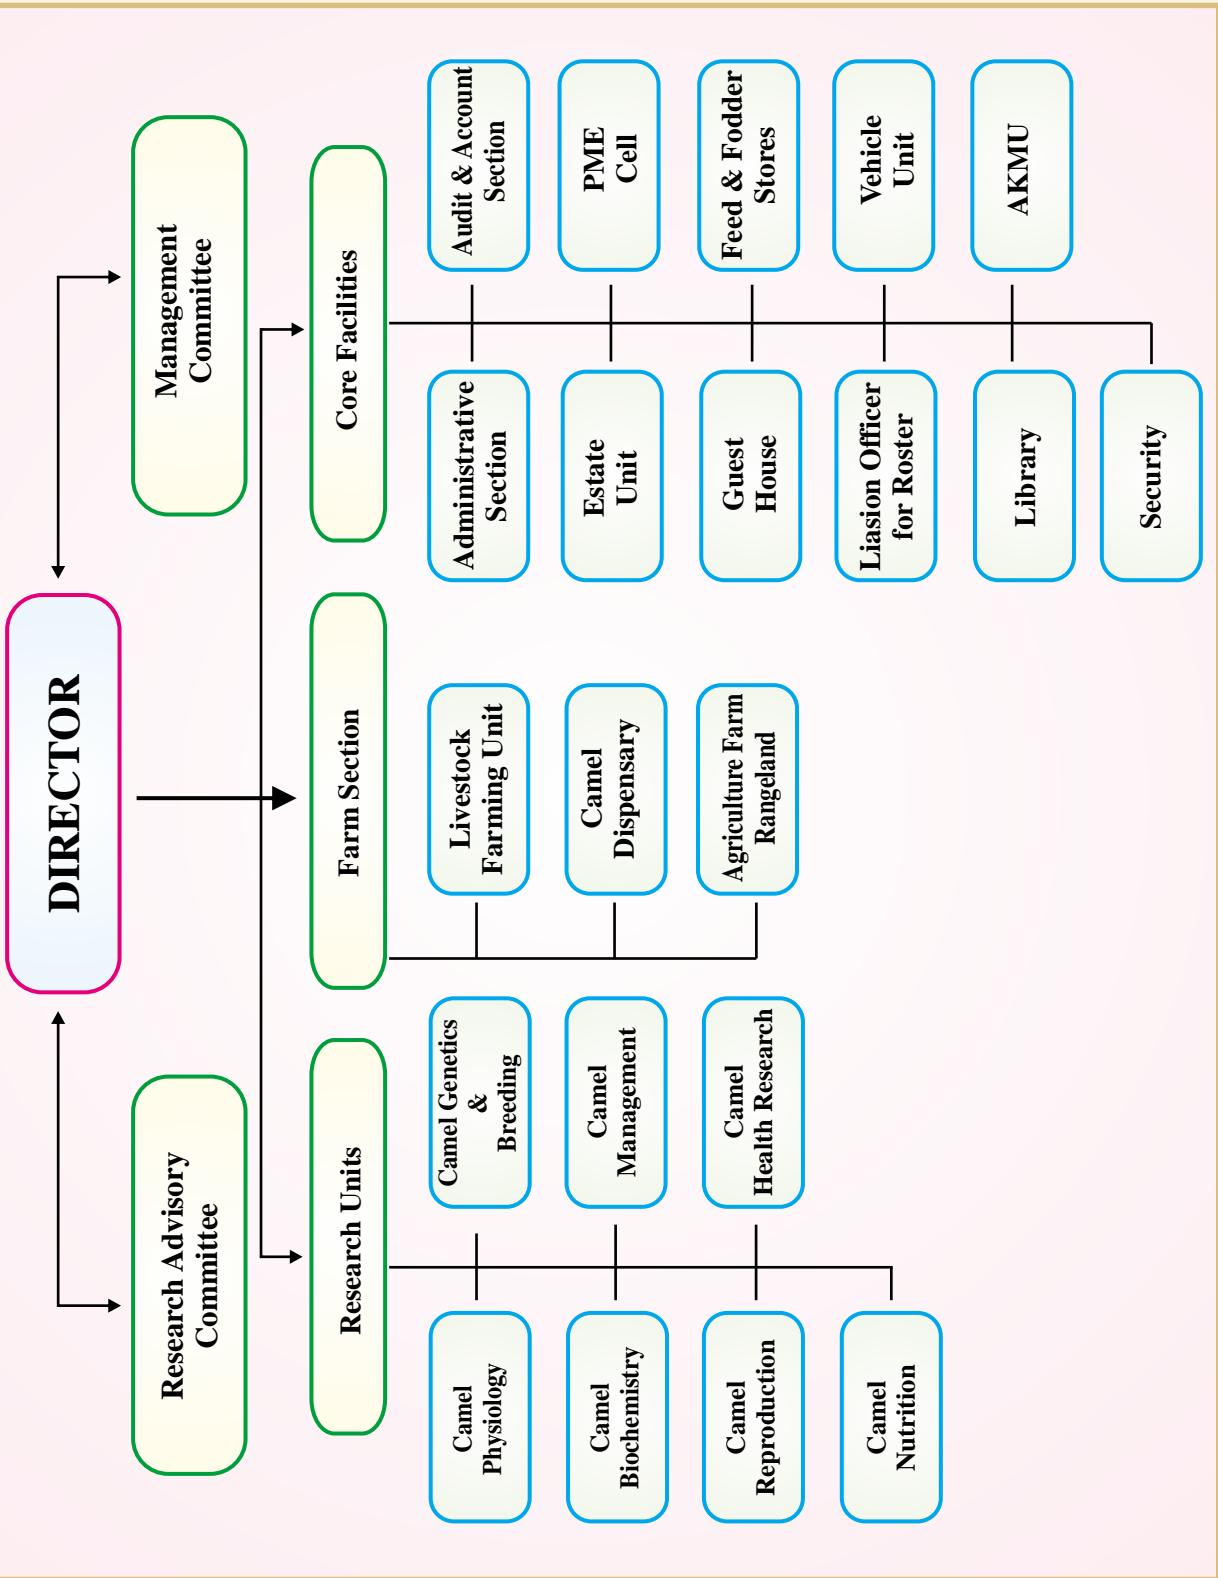 DIRECTOR
Research Advisory
Committee
Management
Committee
Research Units
Farm Section
Core Facilities
Camel
Physiology
Camel Genetics
&
Breeding
Camel
Biochemistry
Camel
Management
Camel
Reproduction
Camel
Health Research
Camel
Nutrition
Livestock
Farming Unit
Camel
Dispensary
Agriculture Farm
Rangeland
Administrative
Section
Audit & Account
Section
Estate
Unit
PME
Cell
Guest
House
Feed & Fodder
Stores
Liasion Officer
for Roster
Vehicle
Unit
Library
AKMU
Security